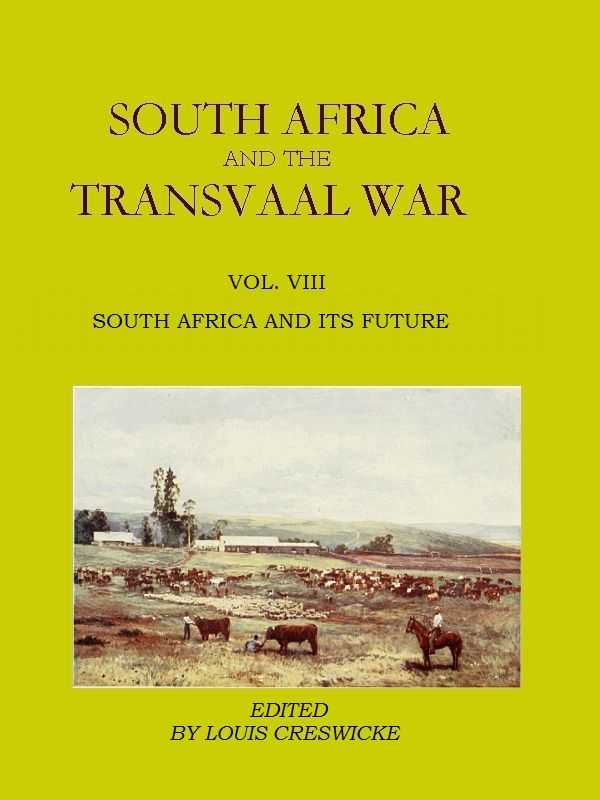 SOUTH AFRICA
AND THE
TRANSVAAL WAR
VOL. VIII
SOUTH AFRICA AND ITS FUTURE
EDITED
BY LOUIS CRESWICKE